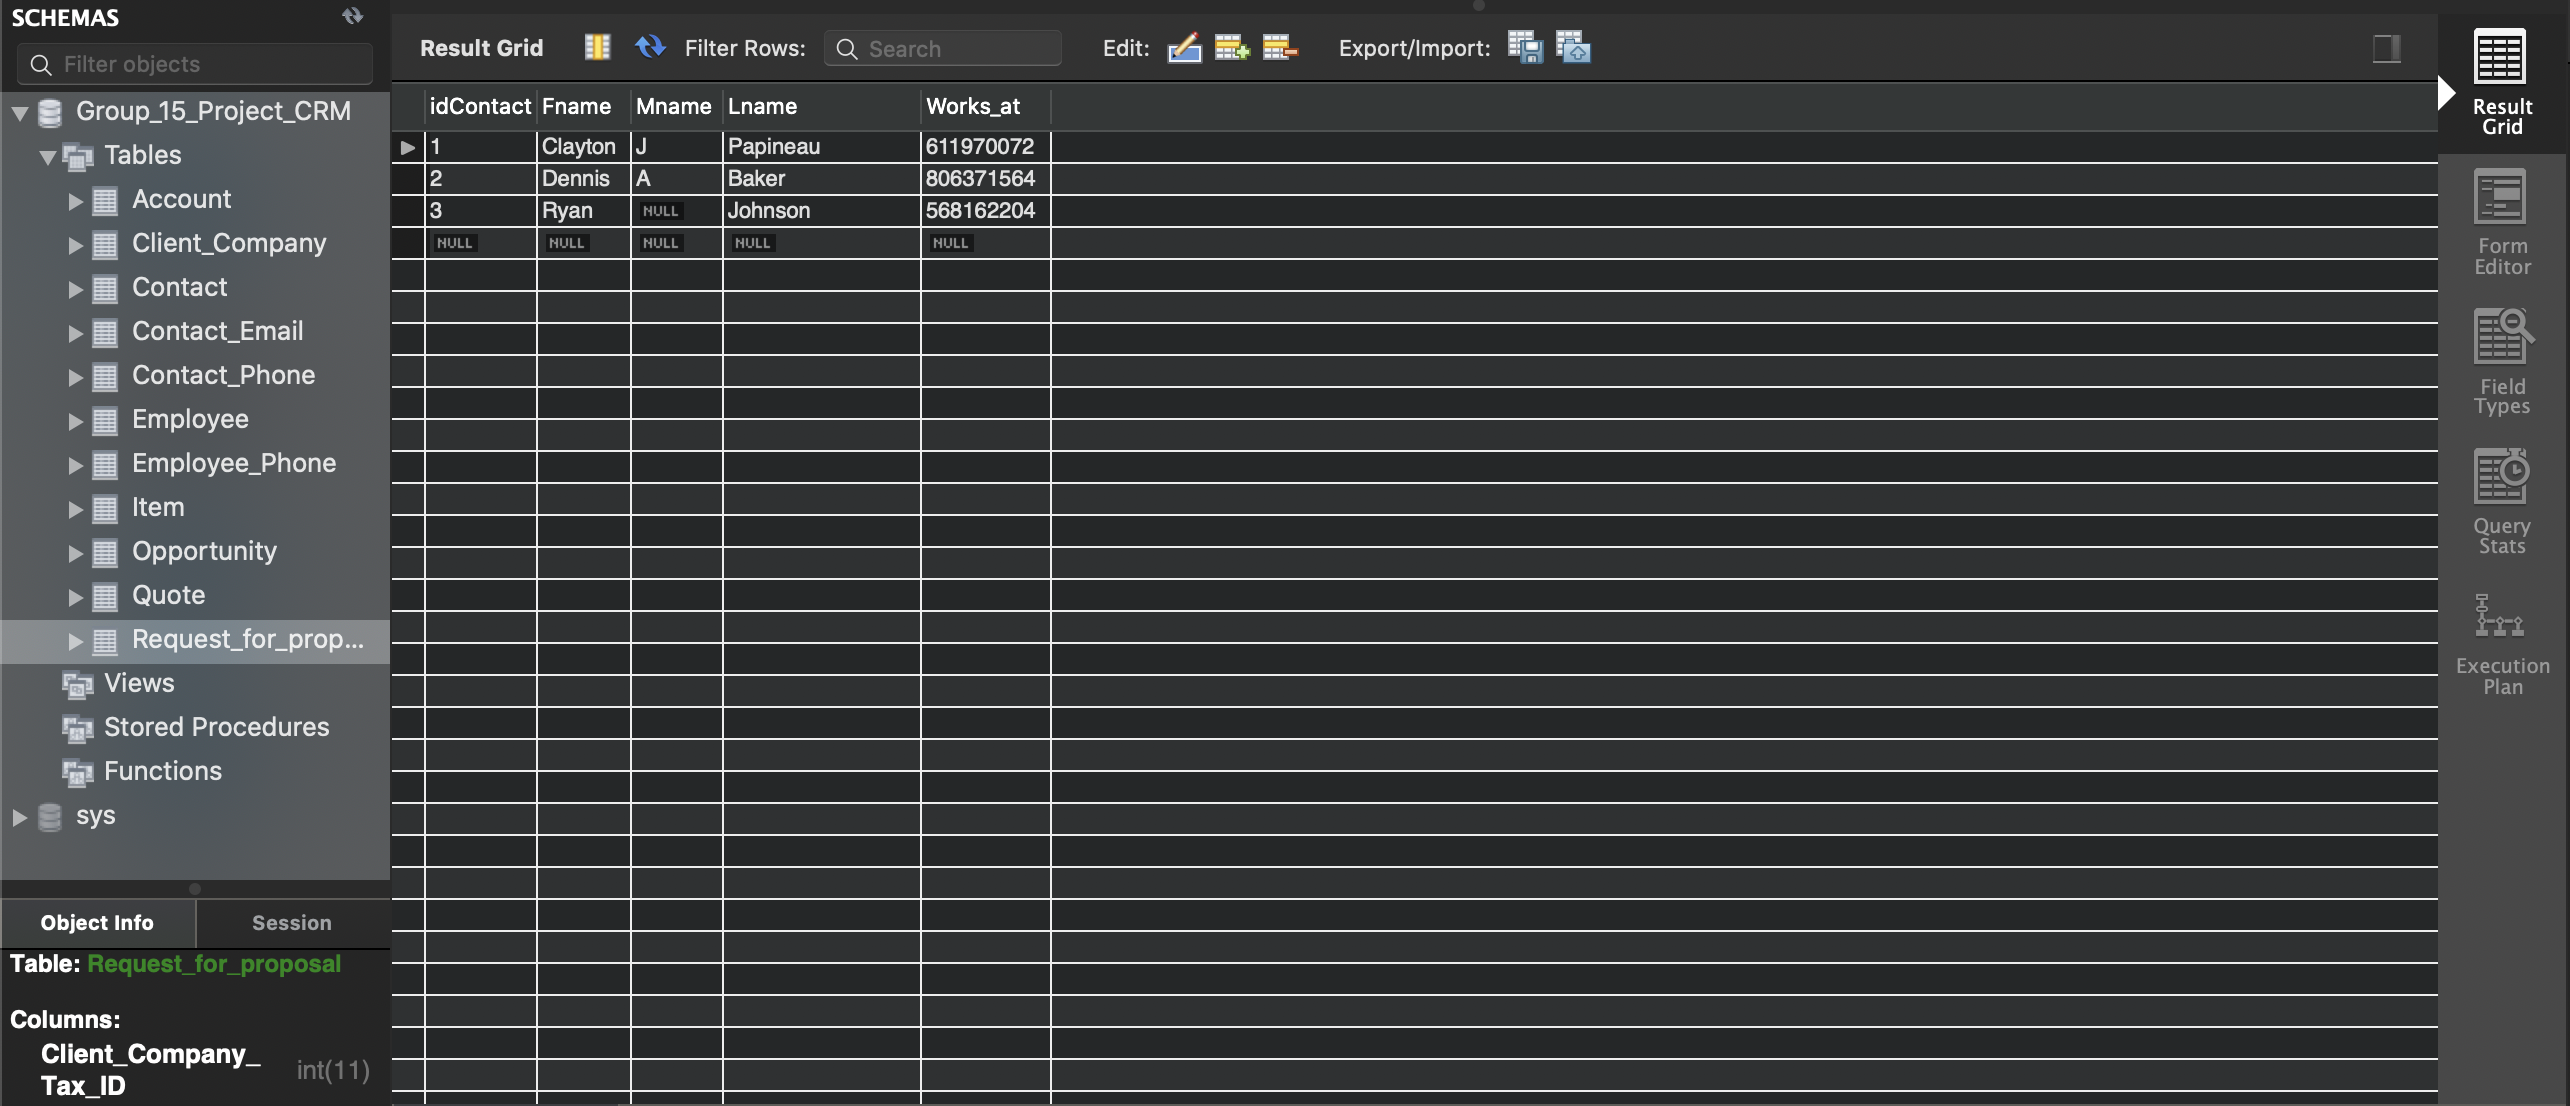 SCHEMAS
Filter objects
Group_15_Project_CRM
Tables
Account
Client_Company
Contact
Contact_Email
Contact_Phone
Employee
Employee_Phone
Item
Opportunity
Quote
Request_for_prop...
Views
Stored Procedures
Functions
sys
Object Info Session
Table: Request_for_proposal
Columns:
Client_Company_
Tax_ID int(11)
Result Grid Filter Rows: Search Edit: Export/Import:
idContact Fname Mname Lname Works_at
1 Clayton J Papineau 611970072
2 Dennis A Baker 806371564
3 Ryan NULL Johnson 568162204
NULL NULL NULL NULL NULL
Result
Grid
Form
Editor
Field
Types
Query
Stats
Execution
Plan